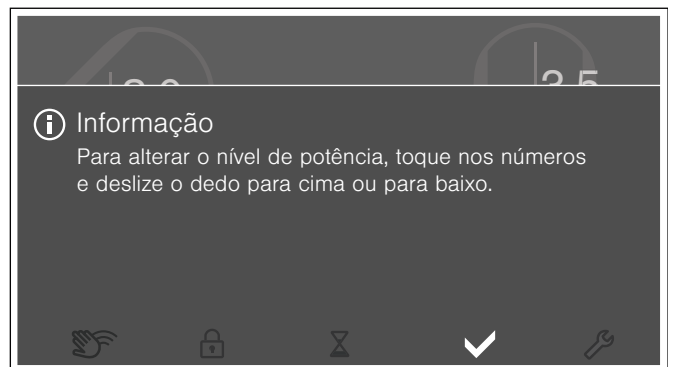 Informação
Para alterar o nível de potência, toque nos números
e deslize o dedo para cima ou para baixo.